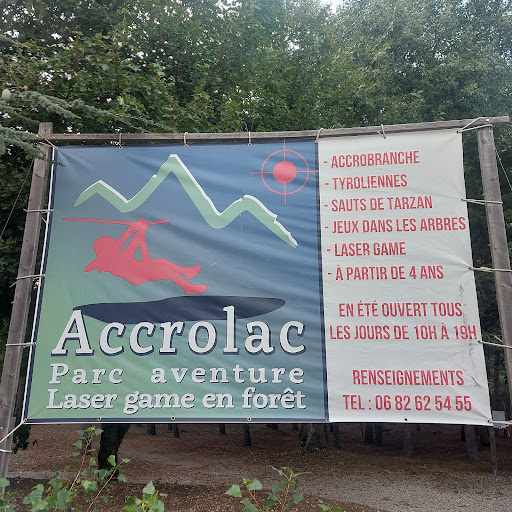 Accrolac
Parc aventure
Laser game en forêt
- ACCROBRANCHE
- TYROLIENNES
- SAUTS DE TARZAN
- JEUX DANS LES ARBRES
- LASER GAME
- À PARTIR DE 4 ANS
EN ÉTÉ OUVERT TOUS
LES JOURS DE 10H À 19H
RENSEIGNEMENTS
TEL : 06 82 62 54 55